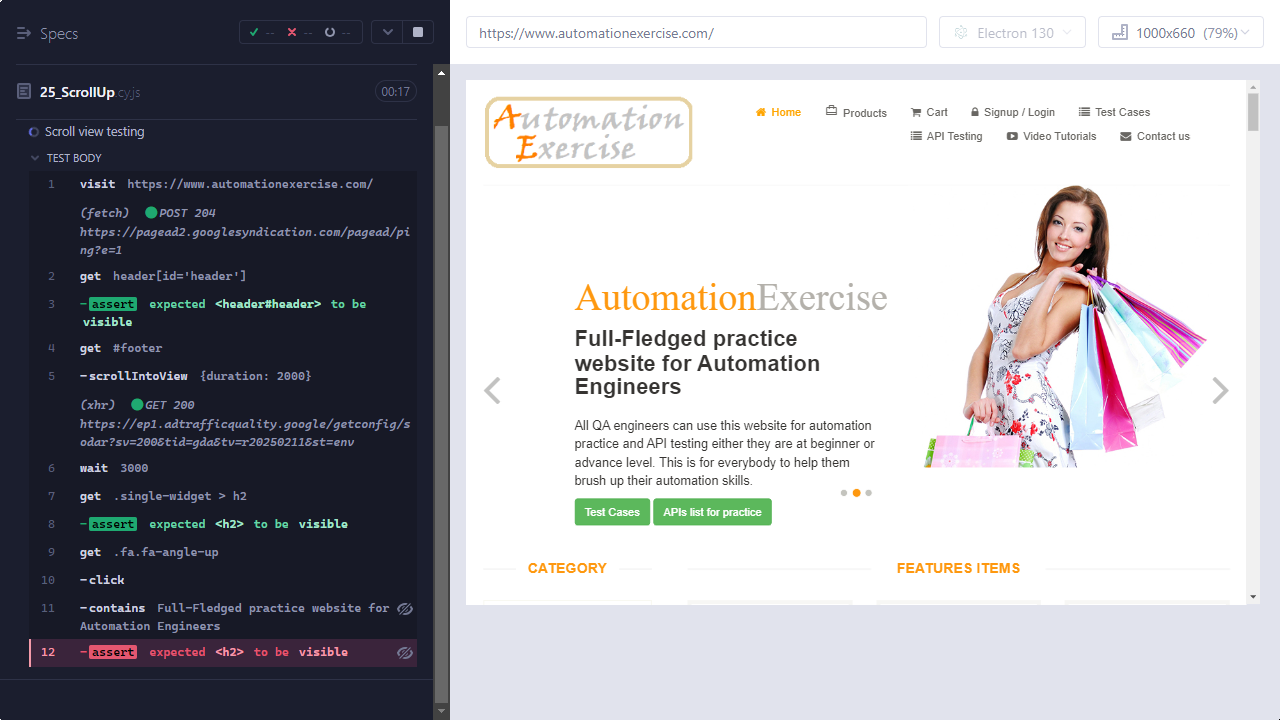 Specs
-- -- --
25_ScrollUp.cy.js
00:17
Scroll view testing
TEST BODY
1 visit https://www.automationexercise.com/
(fetch) POST 204
https://pagead2.googlesyndication.com/pagead/pi
ng?e=1
2 get header[id='header']
3 -assert expected <header#header> to be
visible
4 get #footer
5 -scrollIntoView {duration: 2000}
(xhr) GET 200
https://ep1.adtrafficquality.google/getconfig/s
odar?sv=200&tid=gda&tv=r20250211&st=env
6 wait 3000
7 get .single-widget > h2
8 -assert expected <h2> to be visible
9 get .fa.fa-angle-up
10 -click
11 -contains Full-Fledged practice website for
Automation Engineers
12 -assert expected <h2> to be visible
https://www.automationexercise.com/
Electron 130
1000x660 (79%)
Automation
Exercise
Home Products Cart Signup / Login Test Cases
API Testing Video Tutorials Contact us
AutomationExercise
Full-Fledged practice
website for Automation
Engineers
All QA engineers can use this website for automation
practice and API testing either they are at beginner or
advance level. This is for everybody to help them
brush up their automation skills.
Test Cases APIs list for practice
CATEGORY FEATURES ITEMS